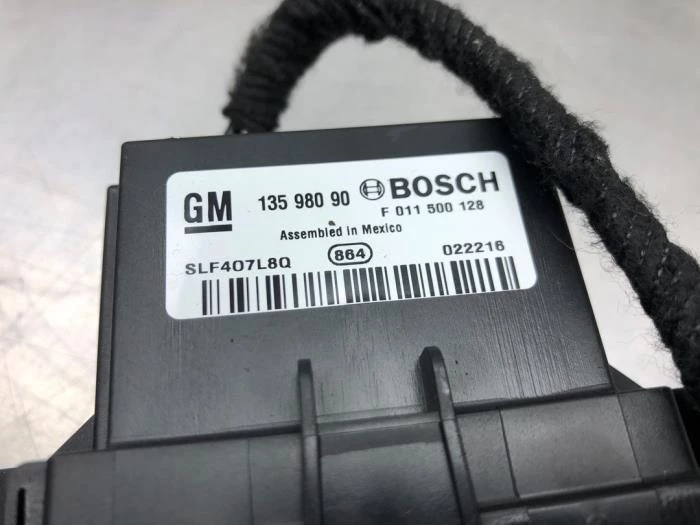 GM 135 980 90 BOSCH
F 011 500 128
Assembled in Mexico
SLF407L8Q 864 022216